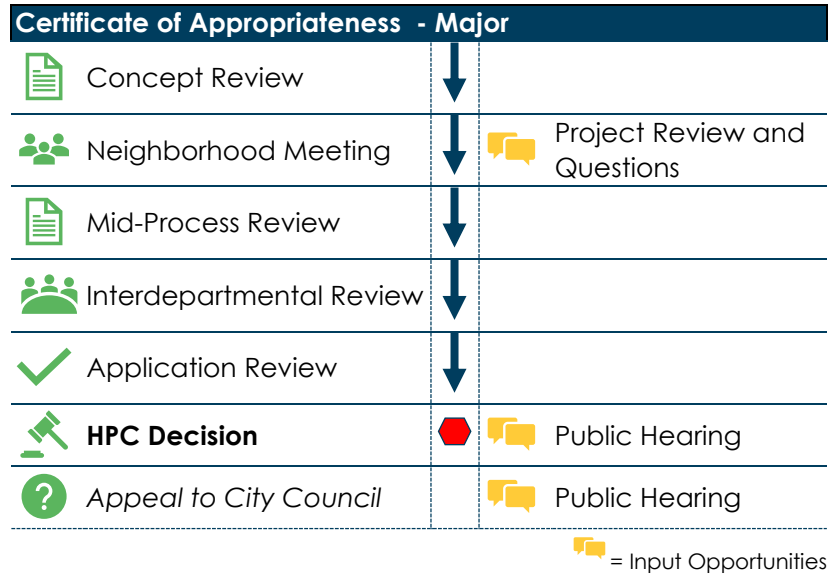 Certificate of Appropriateness - Major
Concept Review
Neighborhood Meeting
Project Review and
Questions
Mid-Process Review
Interdepartmental Review
Application Review
HPC Decision
Public Hearing
?
Appeal to City Council
Public Hearing
= Input Opportunities